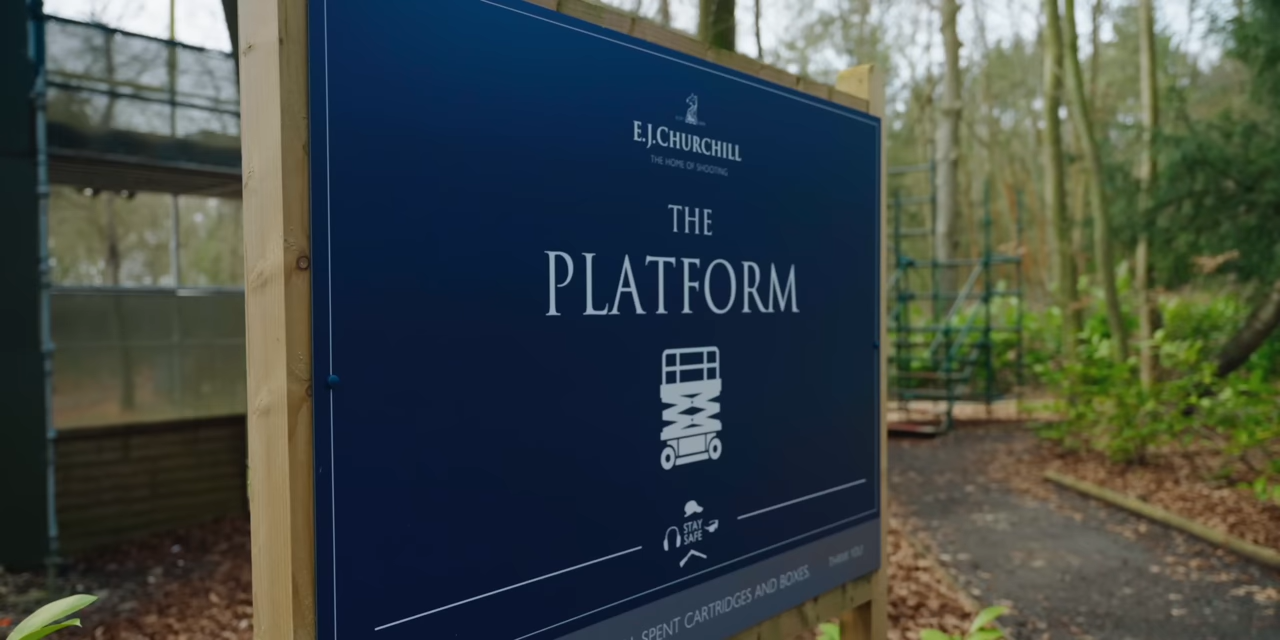 E.J.CHURCHILL
THE HOME OF SHOOTING
THE
PLATFORM
STAY
SAFE
SPENT CARTRIDGES AND BOXES.
THANK YOU